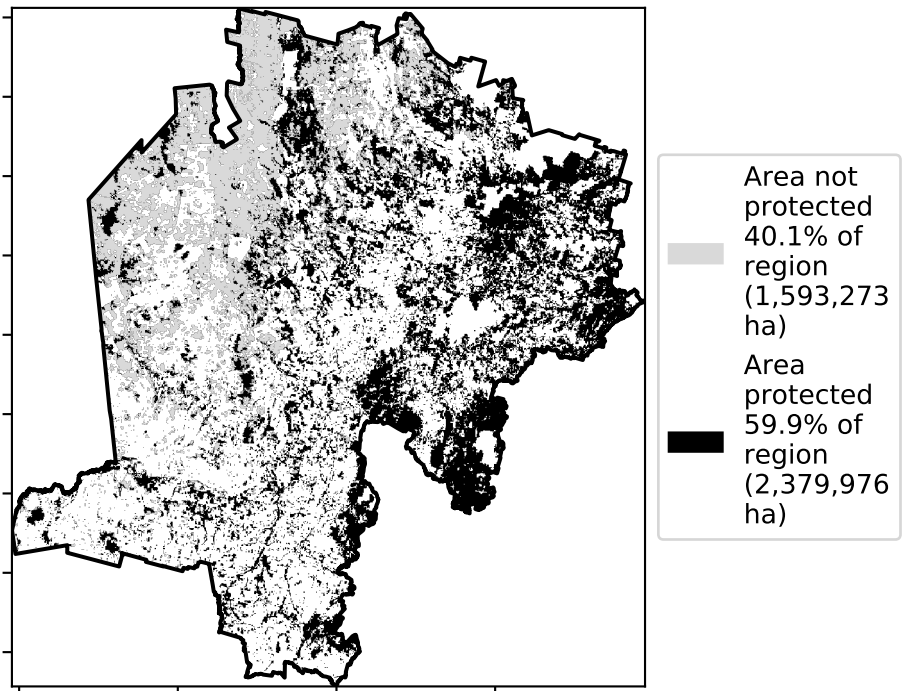 Area not
protected
40.1% of
region
(1,593,273
ha)
Area
protected
59.9% of
region
(2,379,976
ha)